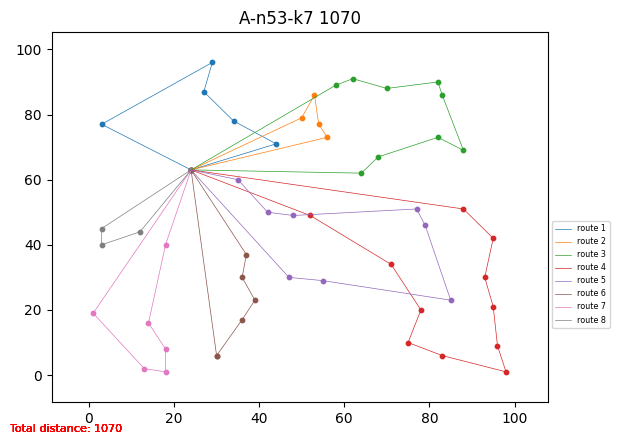 A-n53-k7 1070
100
80
60
40
20
0
0 20 40 60 80 100
route 1
route 2
route 3
route 4
route 5
route 6
route 7
route 8
Total distance: 1070